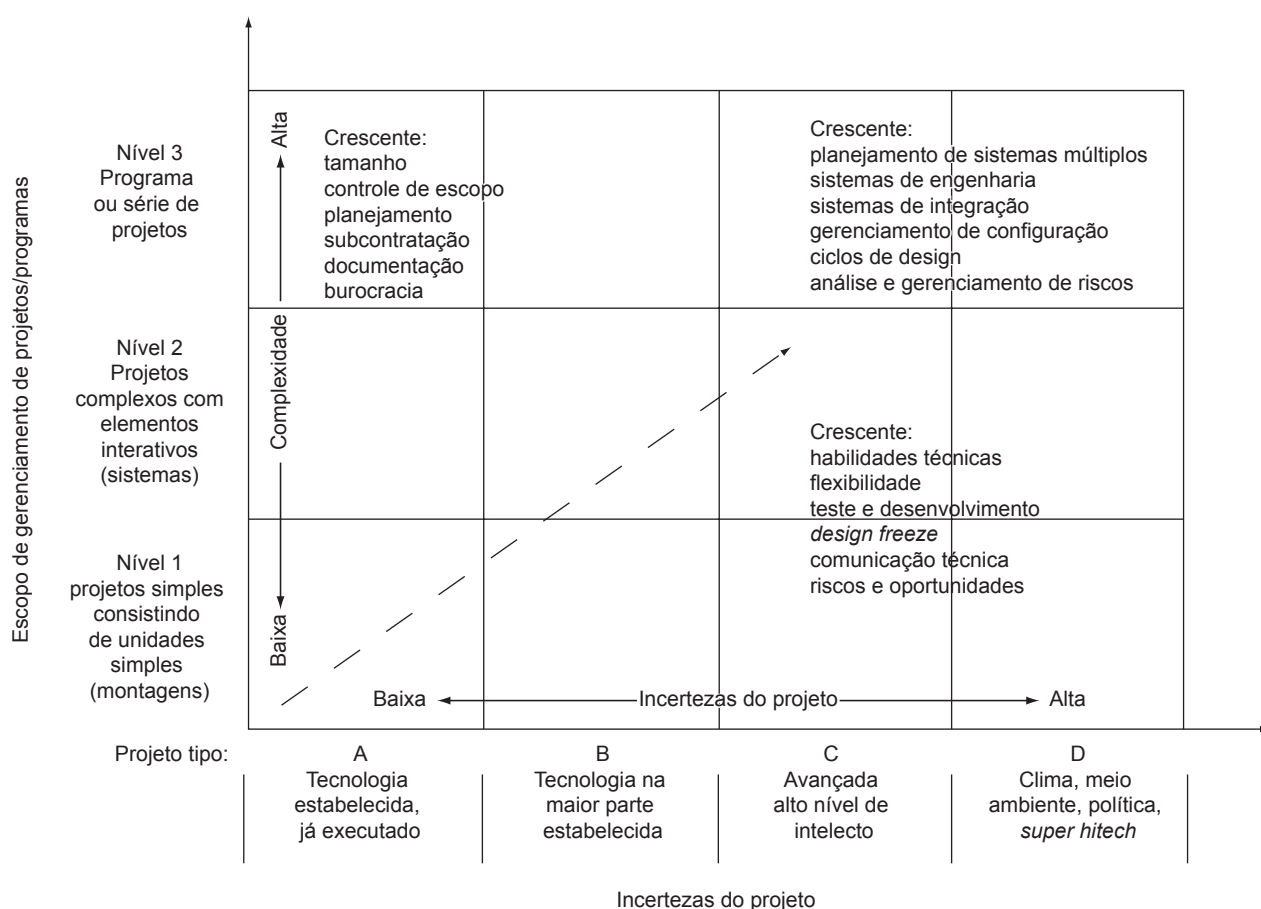 Escopo de gerenciamento de projetos/programas
Nível 3
Programa
ou série de
projetos
Nível 2
Projetos
complexos com
elementos
interativos
(sistemas)
Nível 1
projetos simples
consistindo
de unidades
simples
(montagens)
Alta
Complexidade
Baixa
Crescente:
tamanho
controle de escopo
planejamento
subcontratação
documentação
burocracia
Crescente:
planejamento de sistemas múltiplos
sistemas de engenharia
sistemas de integração
gerenciamento de configuração
ciclos de design
análise e gerenciamento de riscos
Crescente:
habilidades técnicas
flexibilidade
teste e desenvolvimento
design freeze
comunicação técnica
riscos e oportunidades
Baixa
Incertezas do projeto
Alta
Projeto tipo:
A
Tecnologia
estabelecida,
já executado
B
Tecnologia na
maior parte
estabelecida
C
Avançada
alto nível de
intelecto
D
Clima, meio
ambiente, política,
super hitech
Incertezas do projeto